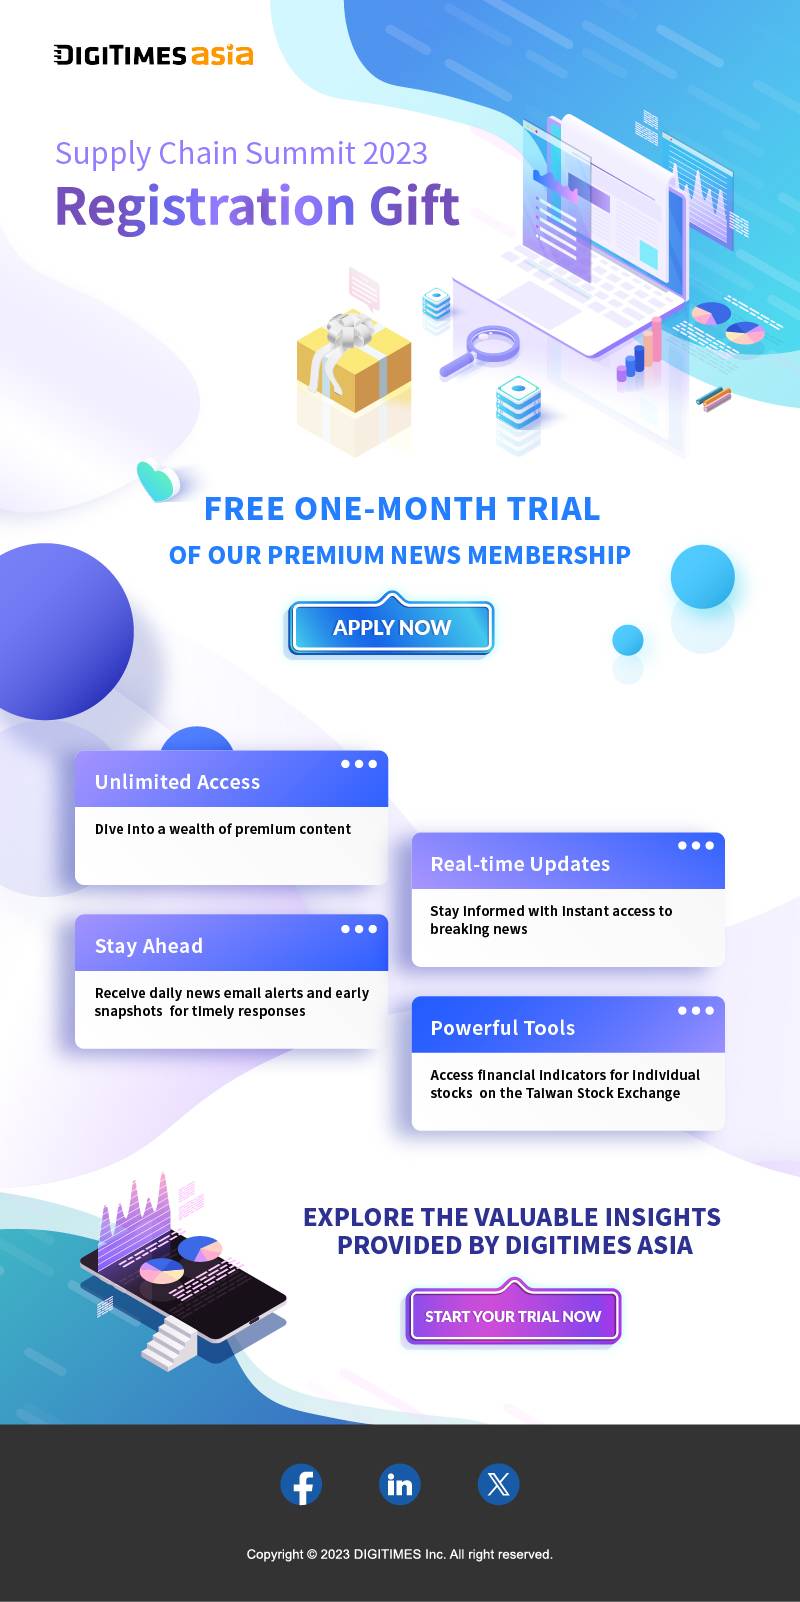 DIGITIMES asia
Supply Chain Summit 2023
Registration Gift
FREE ONE-MONTH TRIAL
OF OUR PREMIUM NEWS MEMBERSHIP
APPLY NOW
Unlimited Access
Dive into a wealth of premium content
Real-time Updates
Stay informed with instant access to
breaking news
Stay Ahead
Receive daily news email alerts and early
snapshots for timely responses
Powerful Tools
Access financial indicators for individual
stocks on the Taiwan Stock Exchange
EXPLORE THE VALUABLE INSIGHTS
PROVIDED BY DIGITIMES ASIA
START YOUR TRIAL NOW
f in X
Copyright © 2023 DIGITIMES Inc. All right reserved.